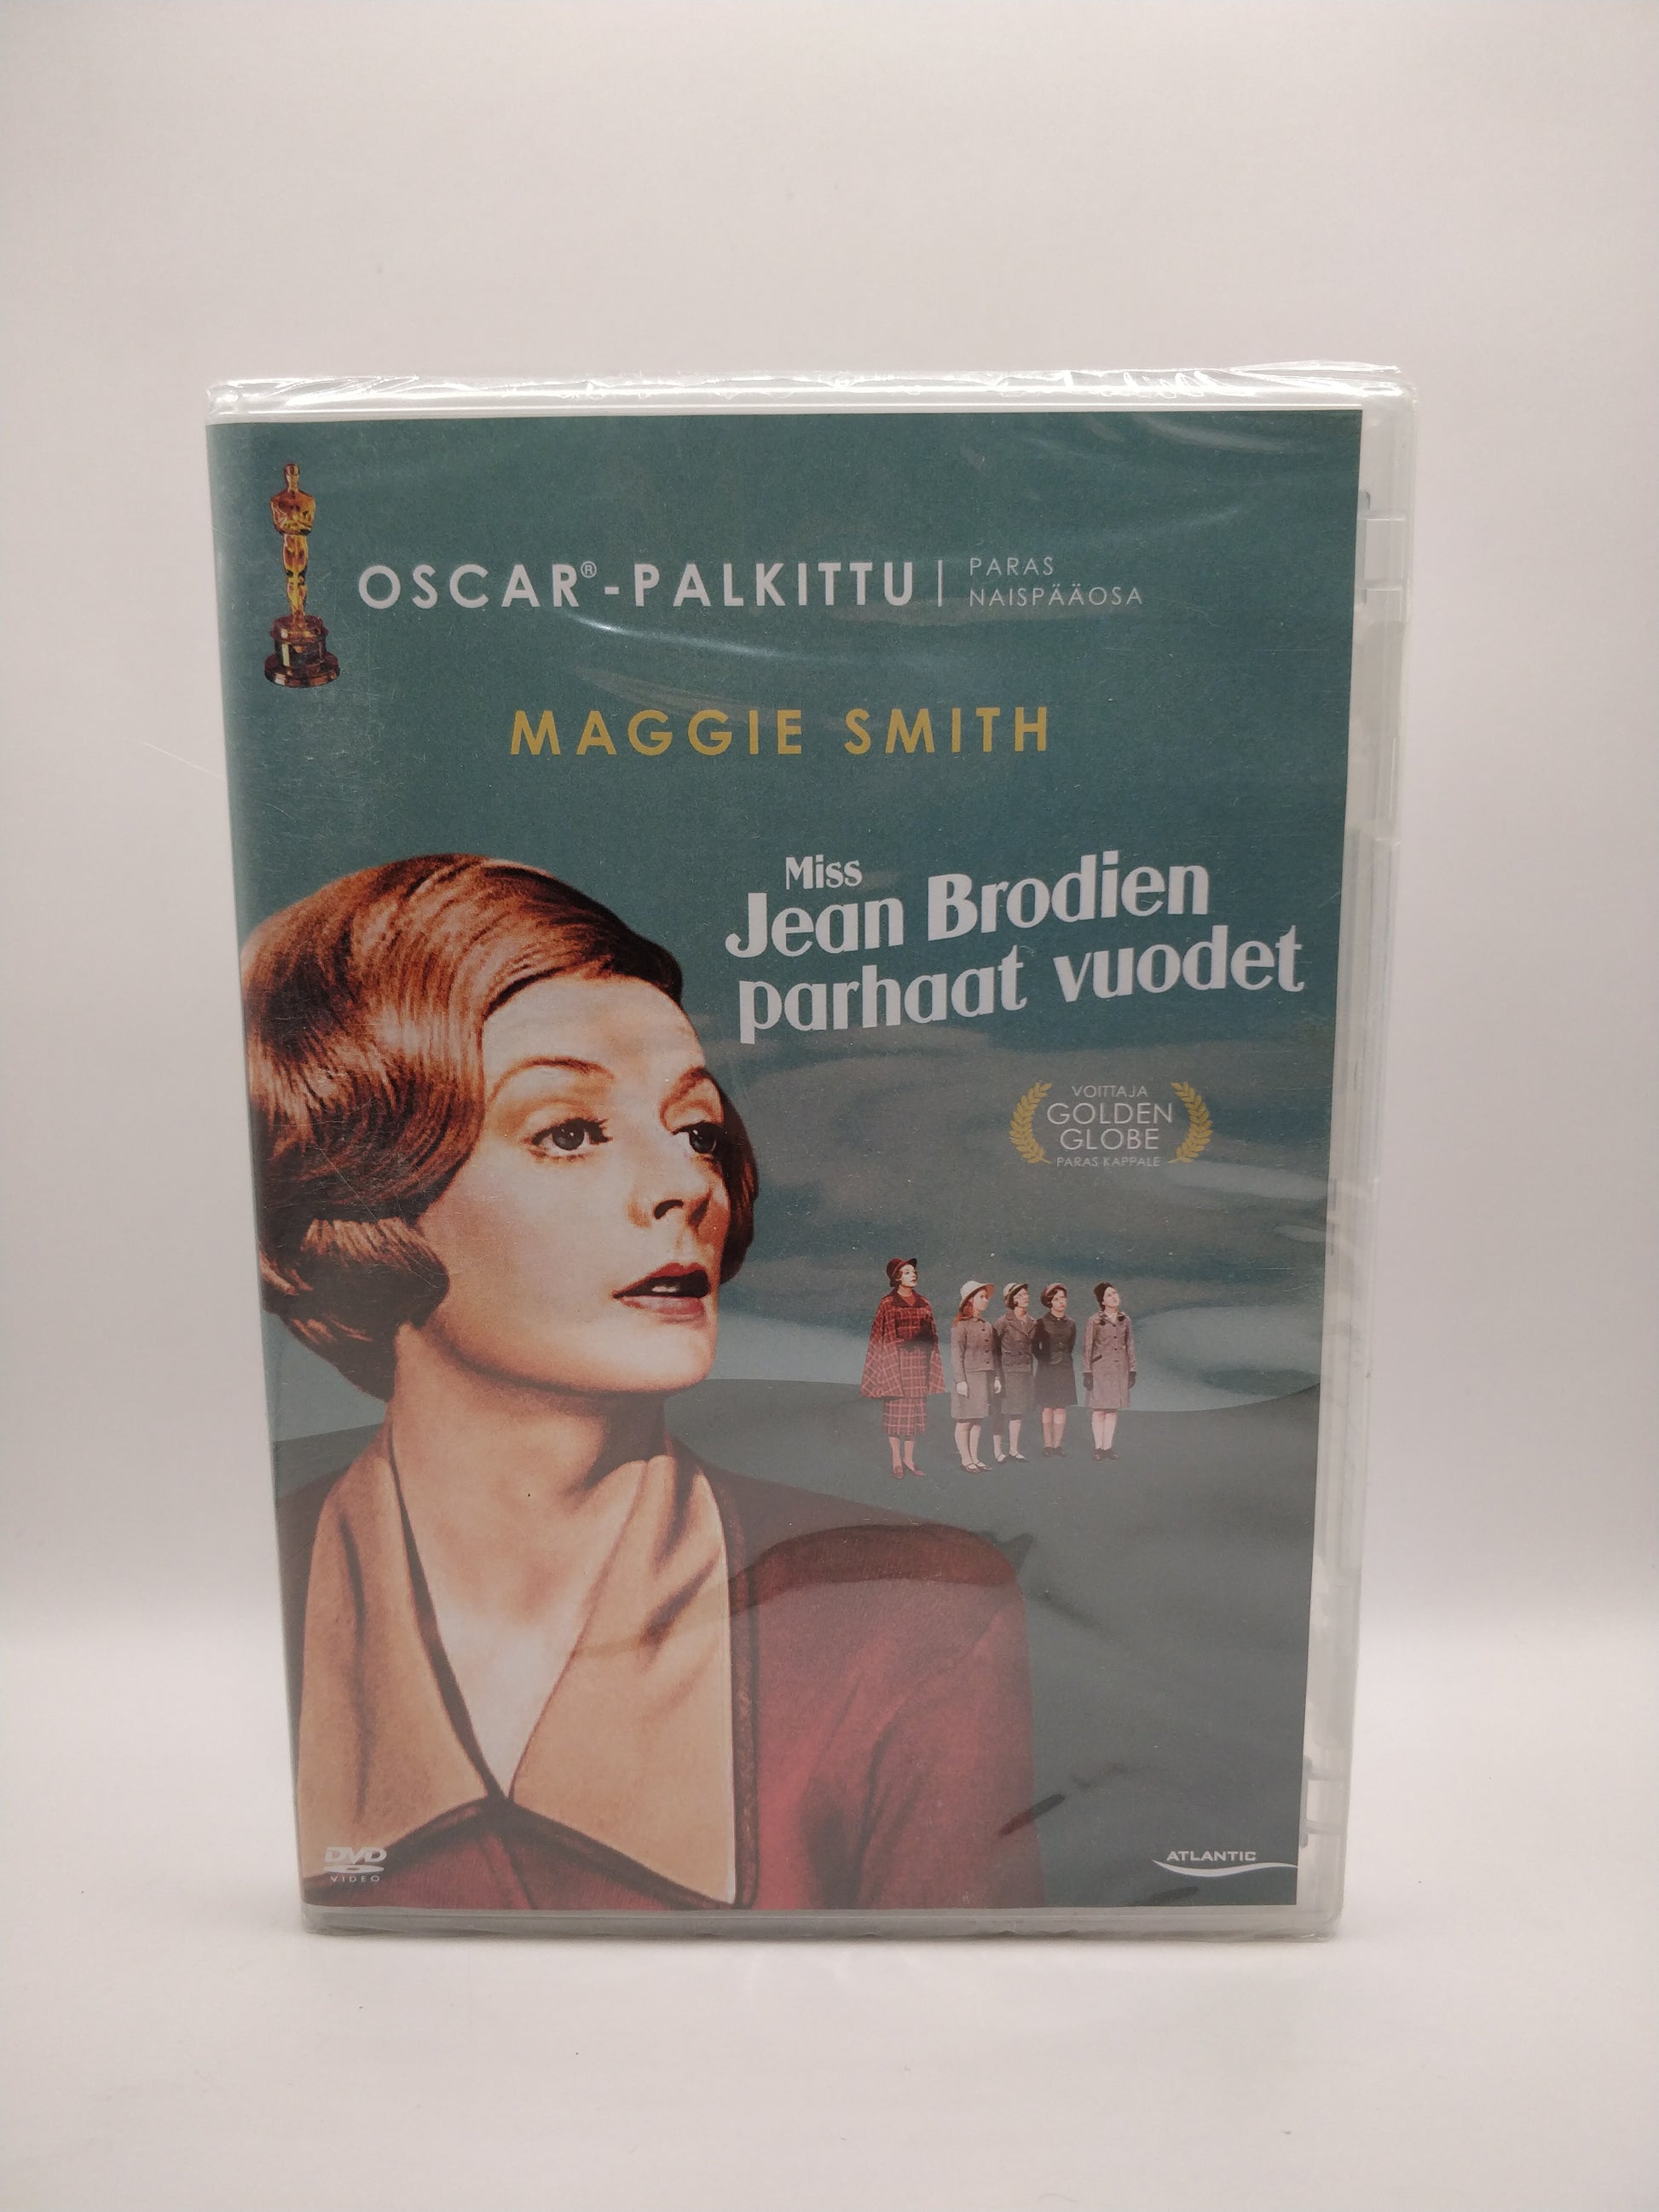 OSCAR®-PALKITTU | PARAS
NAISPÄÄOSA
MAGGIE SMITH
Miss
Jean Brodien
parhaat vuodet
VOITTAJA
GOLDEN
GLOBE
PARAS KAPPALE
DVD
VIDEO
ATLANTIC